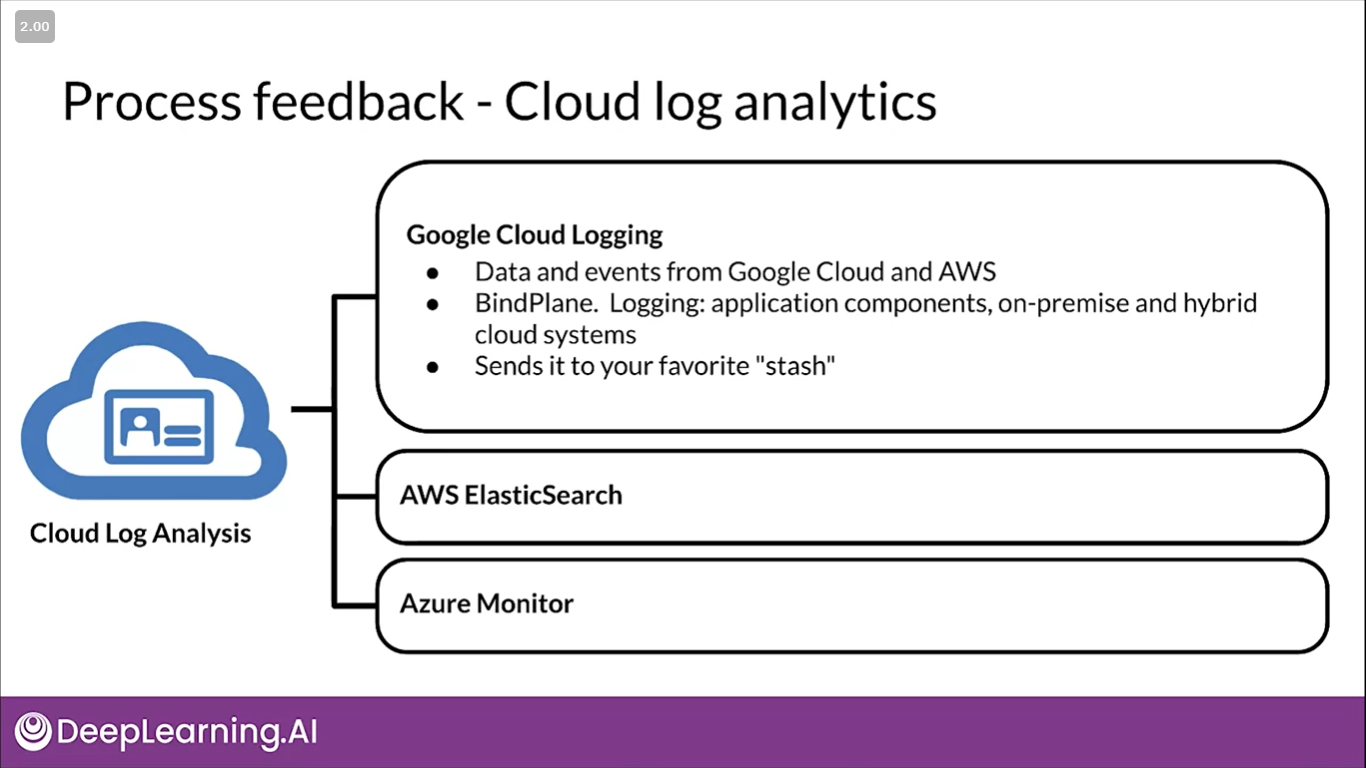 2.00
Process feedback - Cloud log analytics
Google Cloud Logging
● Data and events from Google Cloud and AWS
● BindPlane. Logging: application components, on-premise and hybrid
cloud systems
● Sends it to your favorite "stash"
AWS ElasticSearch
Azure Monitor
Cloud Log Analysis
DeepLearning.AI